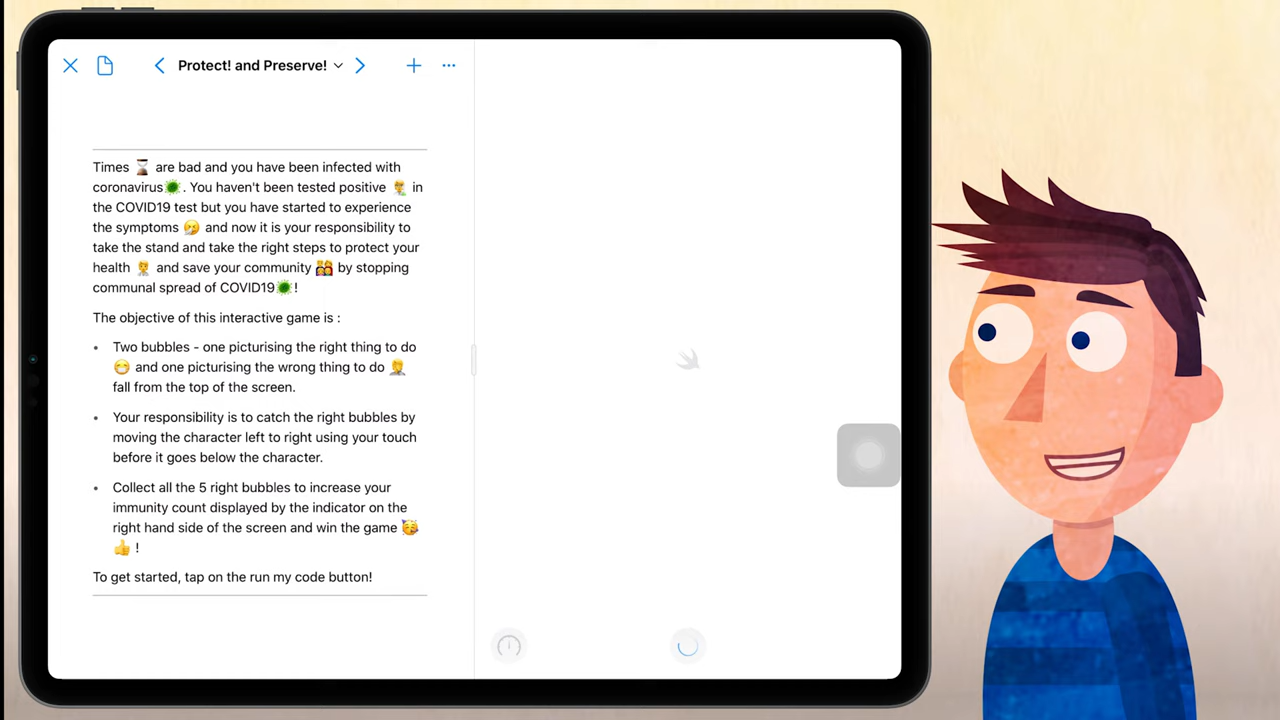 Protect! and Preserve!
Times ⏳ are bad and you have been infected with
coronavirus🦠. You haven't been tested positive 🤧 in
the COVID19 test but you have started to experience
the symptoms 🤧 and now it is your responsibility to
take the stand and take the right steps to protect your
health 👨‍⚕️ and save your community 👨‍👩‍👧‍👦 by stopping
communal spread of COVID19🦠!
The objective of this interactive game is :
• Two bubbles - one picturising the right thing to do
😷 and one picturising the wrong thing to do 🤦
fall from the top of the screen.
• Your responsibility is to catch the right bubbles by
moving the character left to right using your touch
before it goes below the character.
• Collect all the 5 right bubbles to increase your
immunity count displayed by the indicator on the
right hand side of the screen and win the game 🥳
👍 !
To get started, tap on the run my code button!